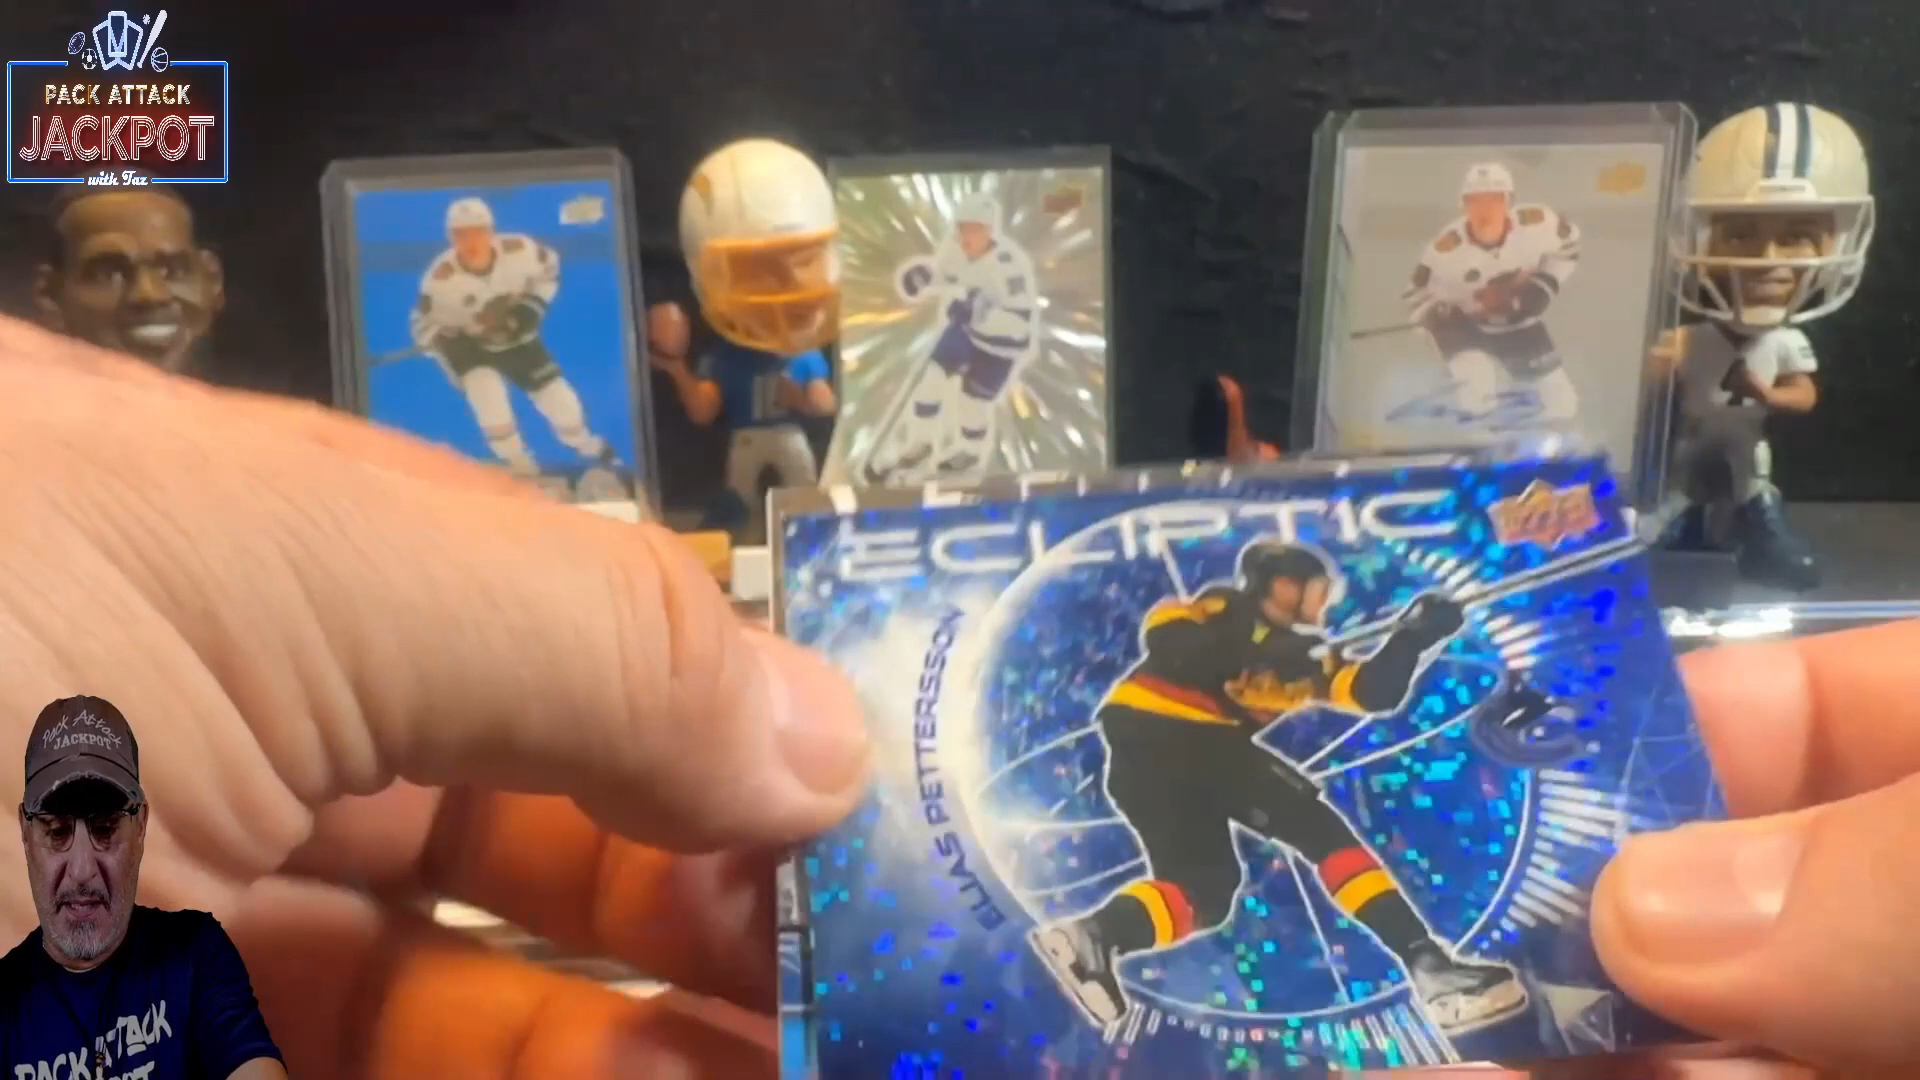 PACK ATTACK
JACKPOT
with Taz
ECLIPTIC
ELIAS PETTERSSON
Pack Attack
JACKPOT
PACK ATTACK